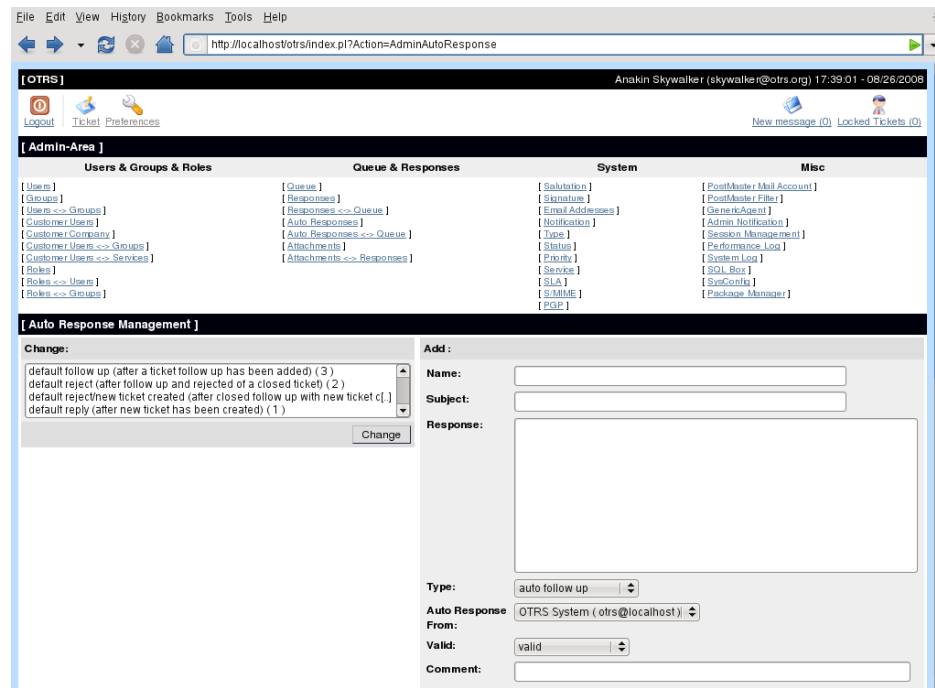 File Edit View History Bookmarks Tools Help
http://localhost/otrs/index.pl?Action=AdminAutoResponse
[ OTRS ] Anakin Skywalker (skywalker@otrs.org) 17:39:01 - 08/26/2008
Logout Ticket Preferences New message (0) Locked Tickets (0)
[ Admin-Area ]
Users & Groups & Roles Queue & Responses System Misc
[ Users ] [ Queue ] [ Salutation ] [ PostMaster Mail Account ]
[ Groups ] [ Responses ] [ Signature ] [ PostMaster Filter ]
[ Users <-> Groups ] [ Responses <-> Queue ] [ Email Addresses ] [ GenericAgent ]
[ Customer Users ] [ Auto Responses ] [ Notification ] [ Admin Notification ]
[ Customer Company ] [ Auto Responses <-> Queue ] [ Type ] [ Session Management ]
[ Customer Users <-> Groups ] [ Attachments ] [ Status ] [ Performance Log ]
[ Customer Users <-> Services ] [ Attachments <-> Responses ] [ Priority ] [ System Log ]
[ Roles ] [ Service ] [ SQL Box ]
[ Roles <-> Users ] [ SLA ] [ SysConfig ]
[ Roles <-> Groups ] [ S/MIME ] [ Package Manager ]
[ PGP ]
[ Auto Response Management ]
Change: Add :
default follow up (after a ticket follow up has been added) ( 3 )
default reject (after follow up and rejected of a closed ticket) ( 2 )
default reject/new ticket created (after closed follow up with new ticket c[..]
default reply (after new ticket has been created) ( 1 )
Change
Name:
Subject:
Response:
Type: auto follow up
Auto Response From: OTRS System ( otrs@localhost )
Valid: valid
Comment: